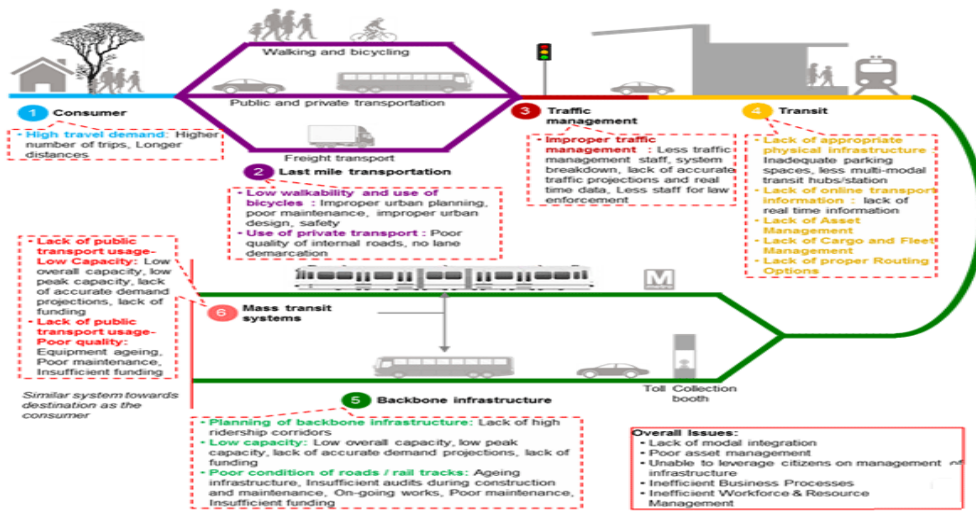 Walking and bicycling
Public and private transportation
Freight transport
1 Consumer
• High travel demand: Higher
number of trips, Longer
distances
2 Last mile transportation
• Low walkability and use of
bicycles : Improper urban planning,
poor maintenance, improper urban
design, safety
• Use of private transport : Poor
quality of internal roads, no lane
demarcation
3 Traffic
management
• Improper traffic
management : Less traffic
management staff, system
breakdown, lack of accurate
traffic projections and real
time data, Less staff for law
enforcement
4 Transit
• Lack of appropriate
physical infrastructure
Inadequate parking
spaces, less multi-modal
transit hubs/station
• Lack of online transport
information : lack of
real time information
• Lack of Asset
Management
• Lack of Cargo and Fleet
Management
• Lack of proper Routing
Options
• Lack of public
transport usage-
Low Capacity: Low
overall capacity, low
peak capacity, lack
of accurate demand
projections, lack of
funding
• Lack of public
transport usage-
Poor quality:
Equipment ageing,
Poor maintenance,
Insufficient funding
Similar system towards
destination as the
consumer
6 Mass transit
systems
M
Toll Collection
booth
5 Backbone infrastructure
• Planning of backbone infrastructure: Lack of high
ridership corridors
• Low capacity: Low overall capacity, low peak
capacity, lack of accurate demand projections, lack of
funding
• Poor condition of roads / rail tracks: Ageing
infrastructure, Insufficient audits during construction
and maintenance, On-going works, Poor maintenance,
Insufficient funding
Overall Issues:
• Lack of modal integration
• Poor asset management
• Unable to leverage citizens on management of
infrastructure
• Inefficient Business Processes
• Inefficient Workforce & Resource
Management